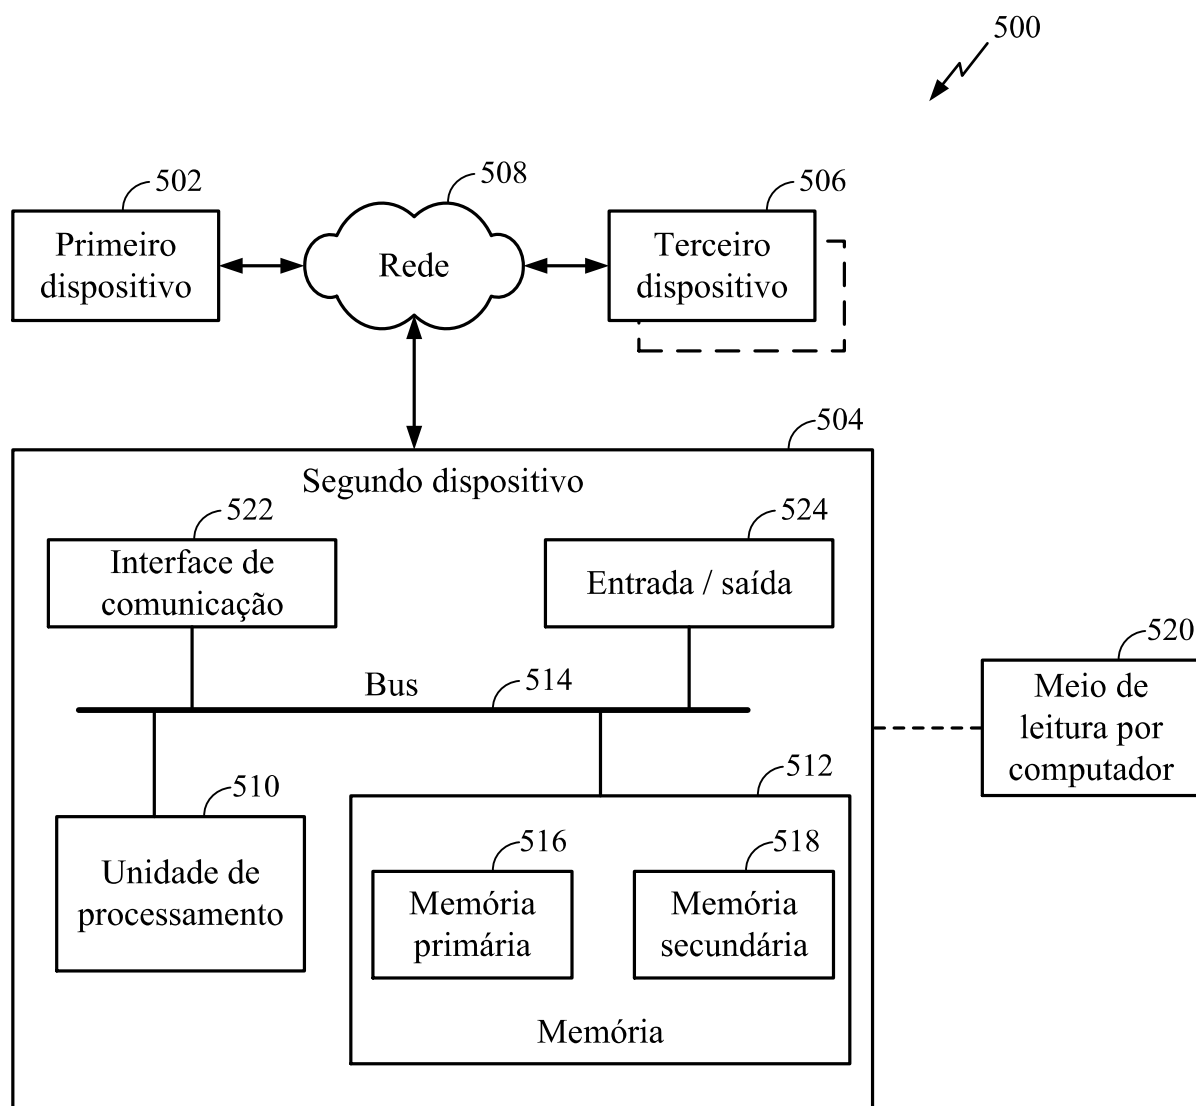 500
502
508
506
Primeiro
dispositivo
Rede
Terceiro
dispositivo
504
Segundo dispositivo
522
524
Interface de
comunicação
Entrada / saída
520
Bus
514
Meio de
leitura por
computador
510
512
Unidade de
processamento
516
518
Memória
primária
Memória
secundária
Memória